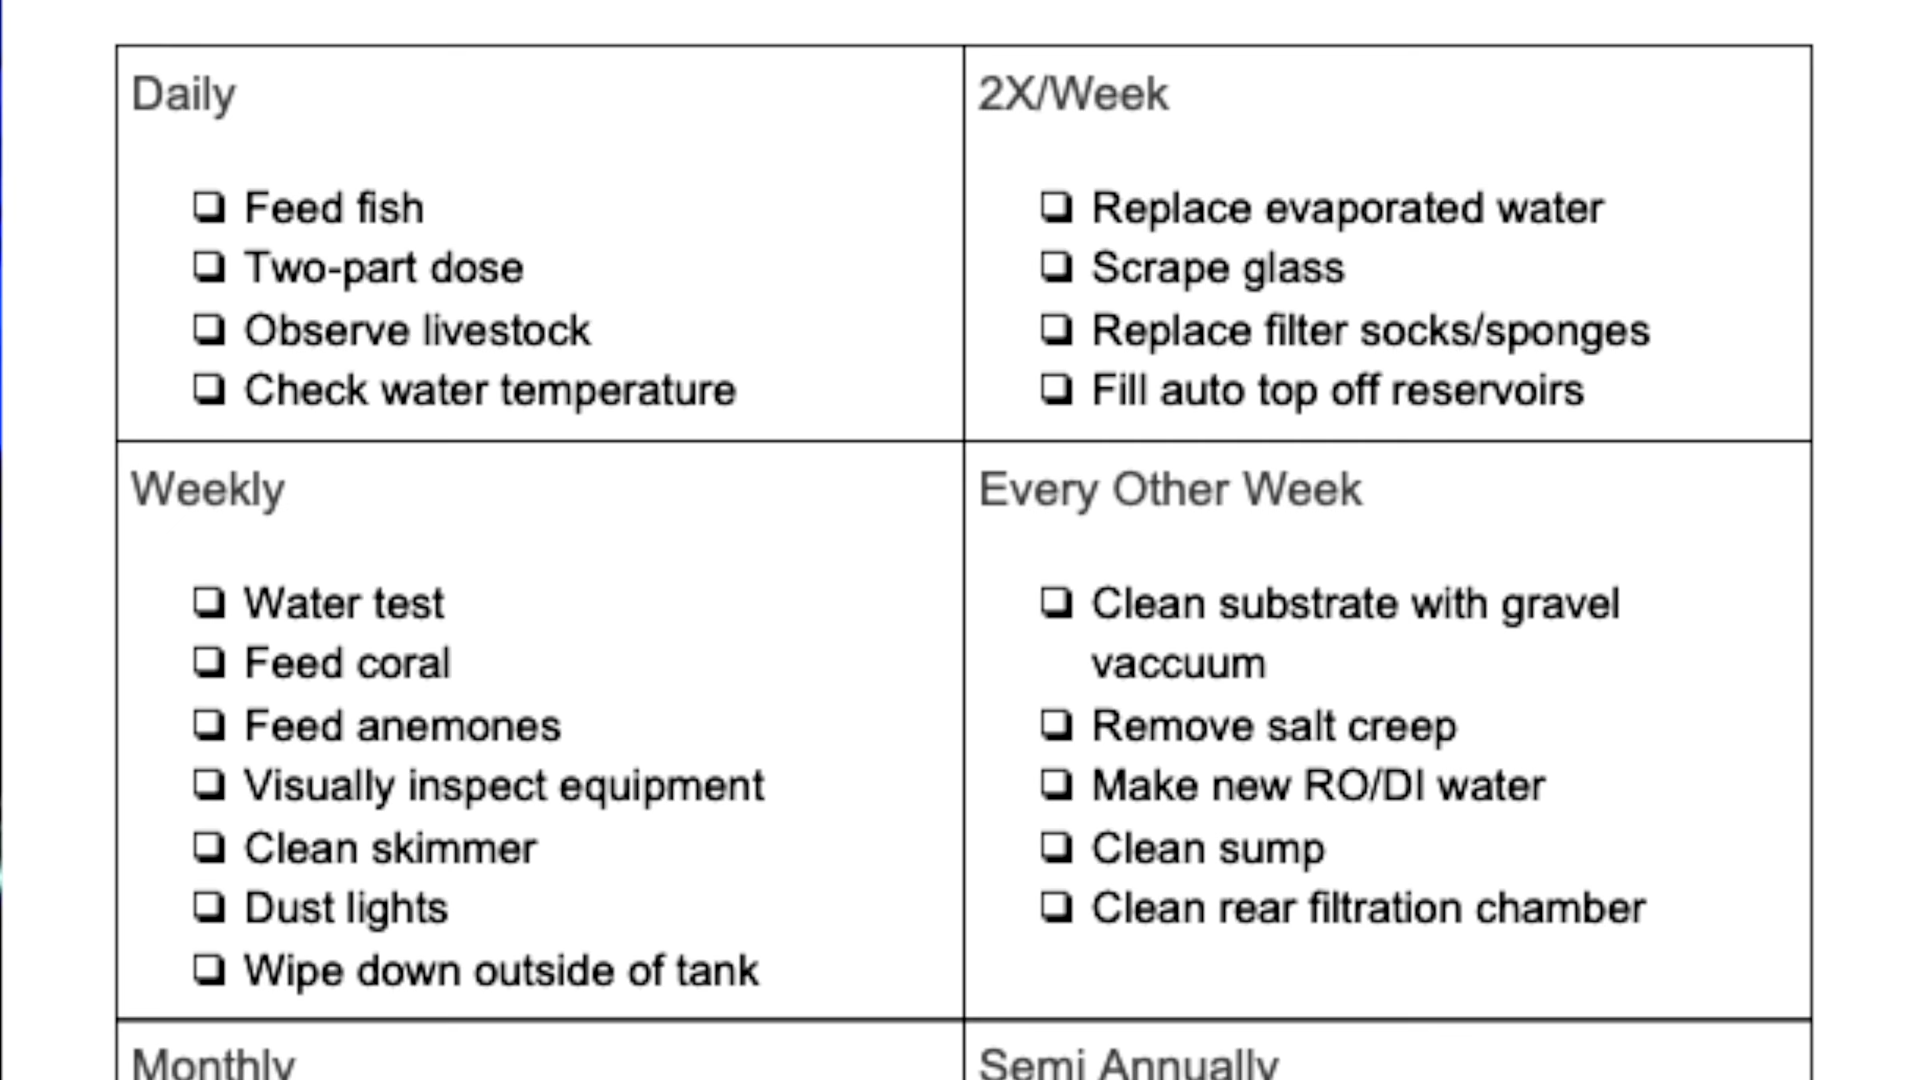 Daily
❏ Feed fish
❏ Two-part dose
❏ Observe livestock
❏ Check water temperature
2X/Week
❏ Replace evaporated water
❏ Scrape glass
❏ Replace filter socks/sponges
❏ Fill auto top off reservoirs
Weekly
❏ Water test
❏ Feed coral
❏ Feed anemones
❏ Visually inspect equipment
❏ Clean skimmer
❏ Dust lights
❏ Wipe down outside of tank
Every Other Week
❏ Clean substrate with gravel
vaccuum
❏ Remove salt creep
❏ Make new RO/DI water
❏ Clean sump
❏ Clean rear filtration chamber
Monthly
Semi Annually